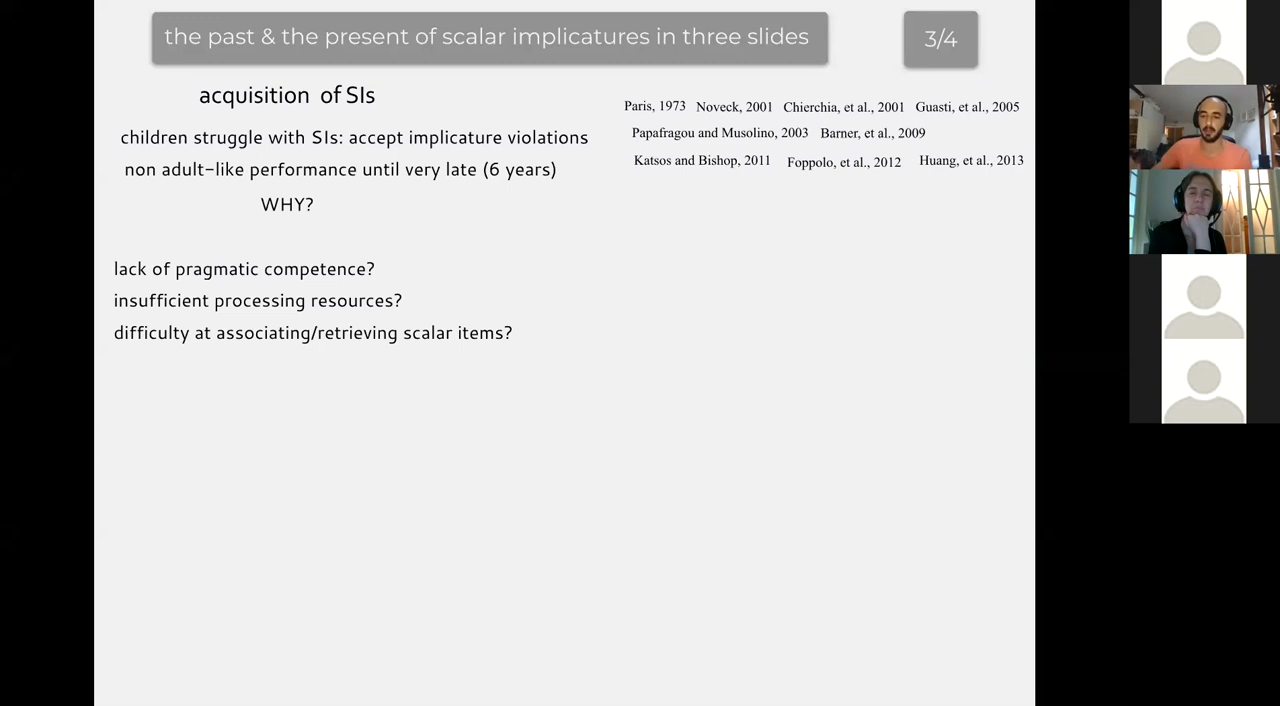 the past & the present of scalar implicatures in three slides
3/4
acquisition of SIs
children struggle with SIs: accept implicature violations
non adult-like performance until very late (6 years)
WHY?
lack of pragmatic competence?
insufficient processing resources?
difficulty at associating/retrieving scalar items?
Paris, 1973 Noveck, 2001 Chierchia, et al., 2001 Guasti, et al., 2005
Papafragou and Musolino, 2003 Barner, et al., 2009
Katsos and Bishop, 2011 Foppolo, et al., 2012 Huang, et al., 2013